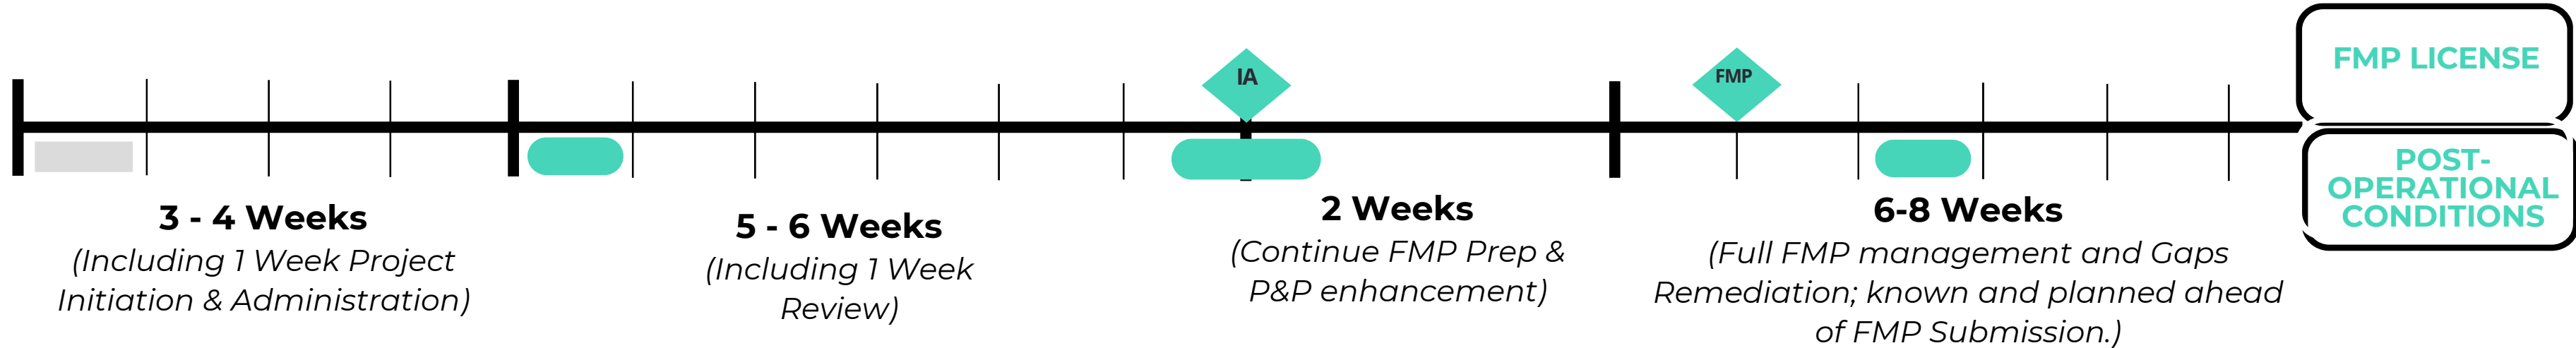 IA
FMP
FMP LICENSE
POST-
OPERATIONAL
CONDITIONS
3 - 4 Weeks
(Including 1 Week Project
Initiation & Administration)
5 - 6 Weeks
(Including 1 Week
Review)
2 Weeks
(Continue FMP Prep &
P&P enhancement)
6-8 Weeks
(Full FMP management and Gaps
Remediation; known and planned ahead
of FMP Submission.)